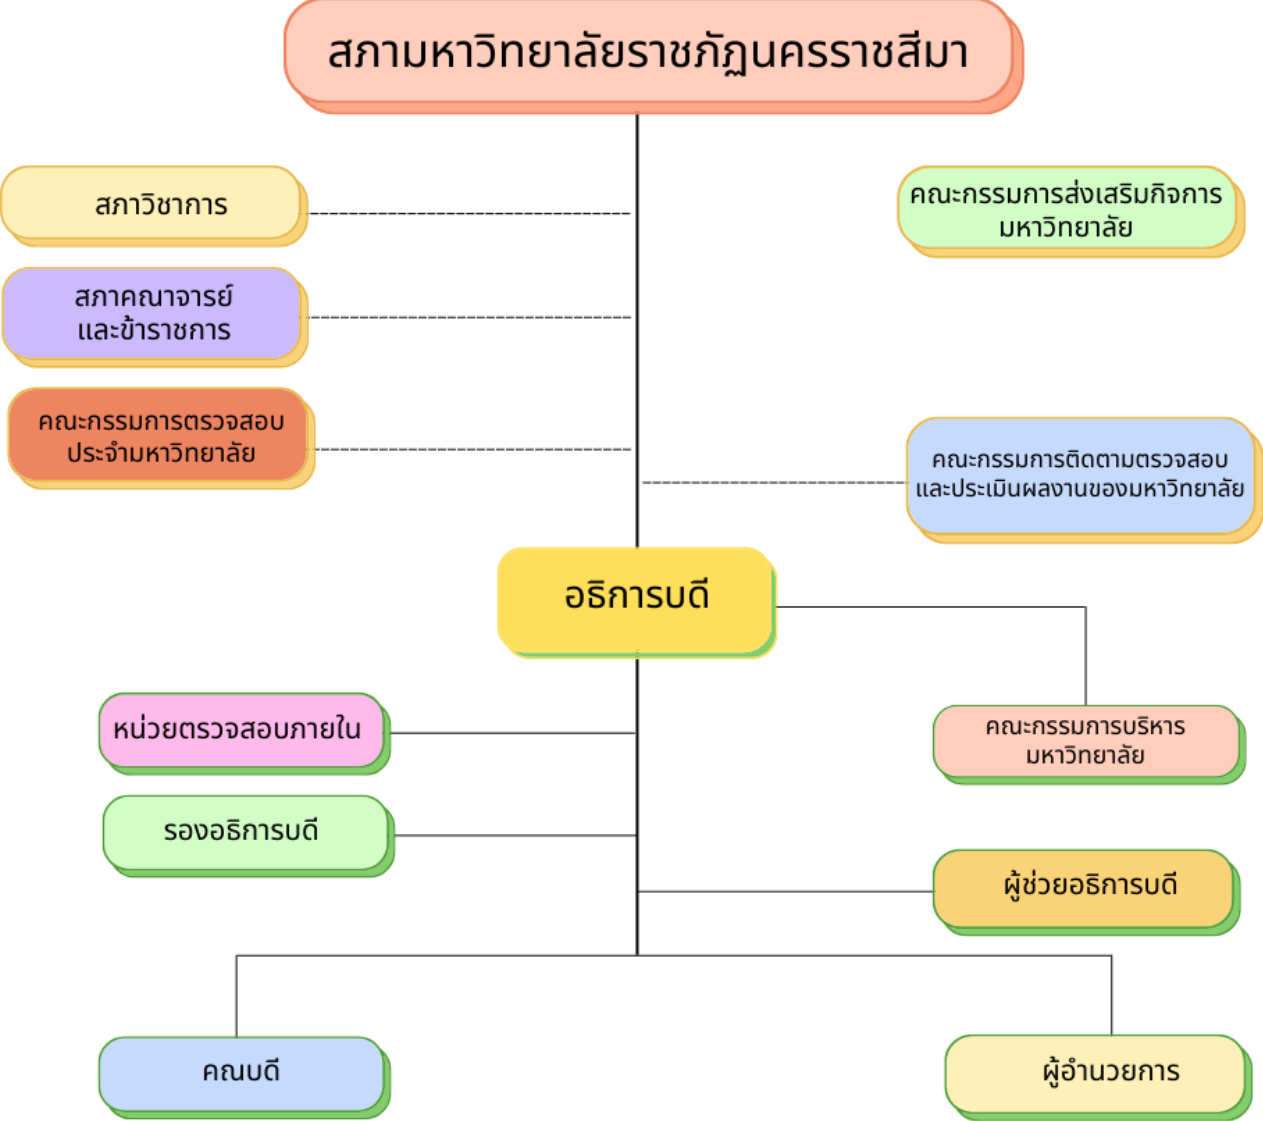 สภามหาวิทยาลัยราชภัฏนครราชสีมา
สภาวิชาการ
คณะกรรมการส่งเสริมกิจการ
มหาวิทยาลัย
สภาคณาจารย์
และข้าราชการ
คณะกรรมการตรวจสอบ
ประจำมหาวิทยาลัย
คณะกรรมการติดตามตรวจสอบ
และประเมินผลงานของมหาวิทยาลัย
อธิการบดี
หน่วยตรวจสอบภายใน
คณะกรรมการบริหาร
มหาวิทยาลัย
รองอธิการบดี
ผู้ช่วยอธิการบดี
คณบดี
ผู้อำนวยการ